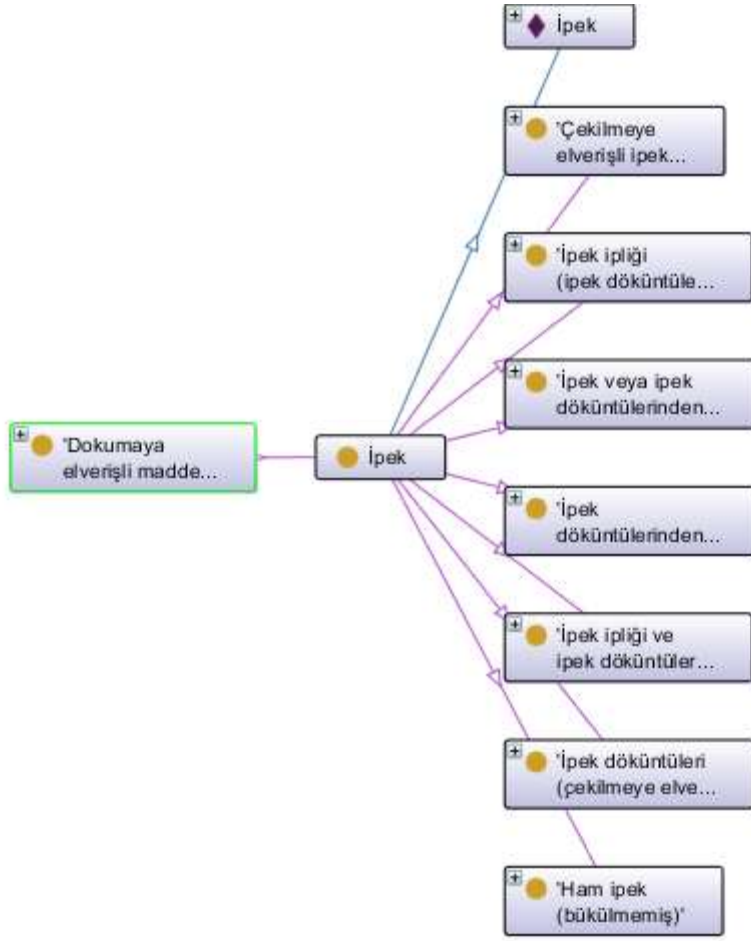 İpek
'Çekilmeye
elverişli ipek...
'İpek ipliği
(ipek döküntüle...
'İpek veya ipek
döküntülerinden...
'Dokumaya
elverişli madde...
İpek
'İpek
döküntülerinden...
'İpek ipliği ve
ipek döküntüler...
'İpek döküntüleri
(çekilmeye elve...
'Ham ipek
(bükülmemiş)'